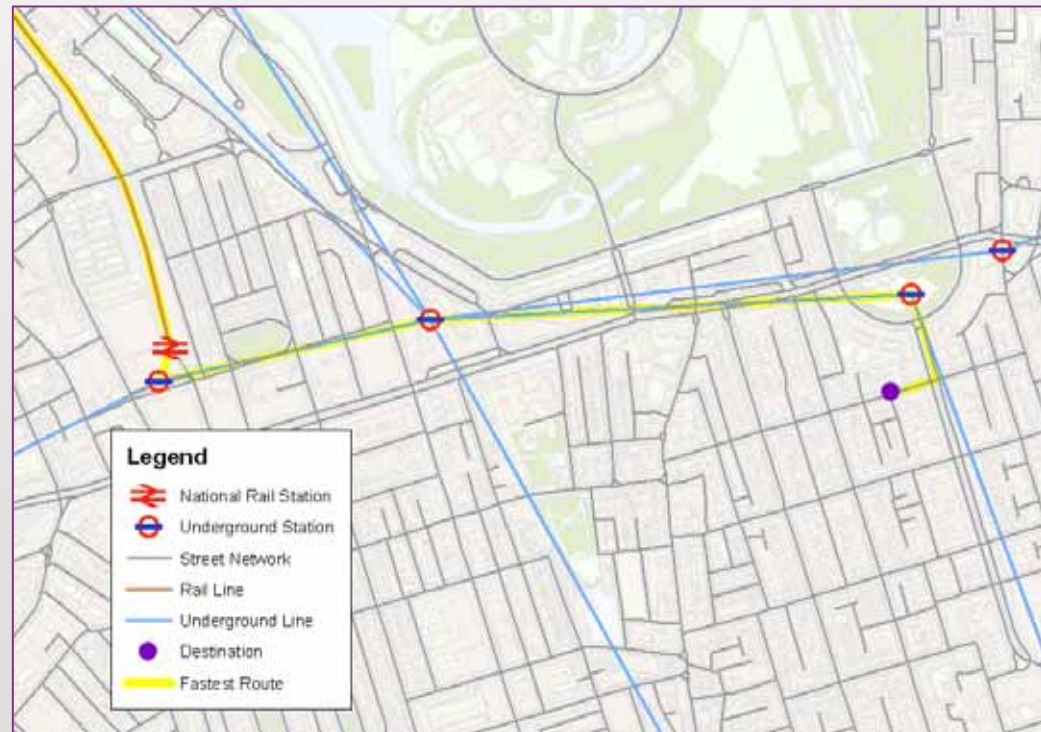 Legend
National Rail Station
Underground Station
Street Network
Rail Line
Underground Line
Destination
Fastest Route